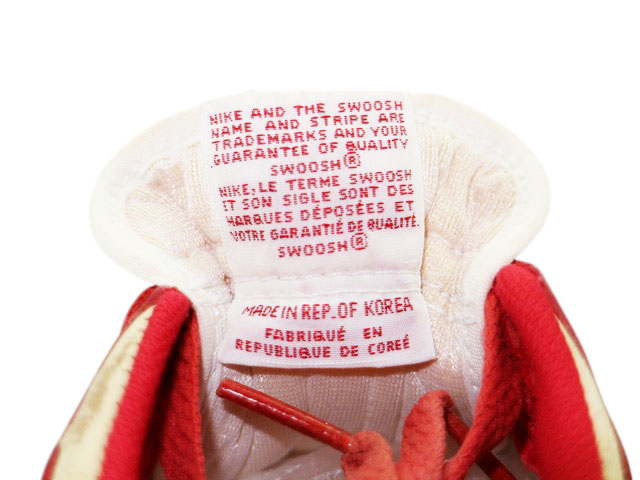 NIKE AND THE SWOOSH
NAME AND STRIPE ARE
TRADEMARKS AND YOUR
GUARANTEE OF QUALITY
SWOOSH®
NIKE, LE TERME SWOOSH
ET SON SIGLE SONT DES
MARQUES DÉPOSÉES ET
VOTRE GARANTIÉ DE QUALITÉ.
SWOOSH®
MADE IN REP. OF KOREA
FABRIQUÉ EN
REPUBLIQUE DE COREÉ